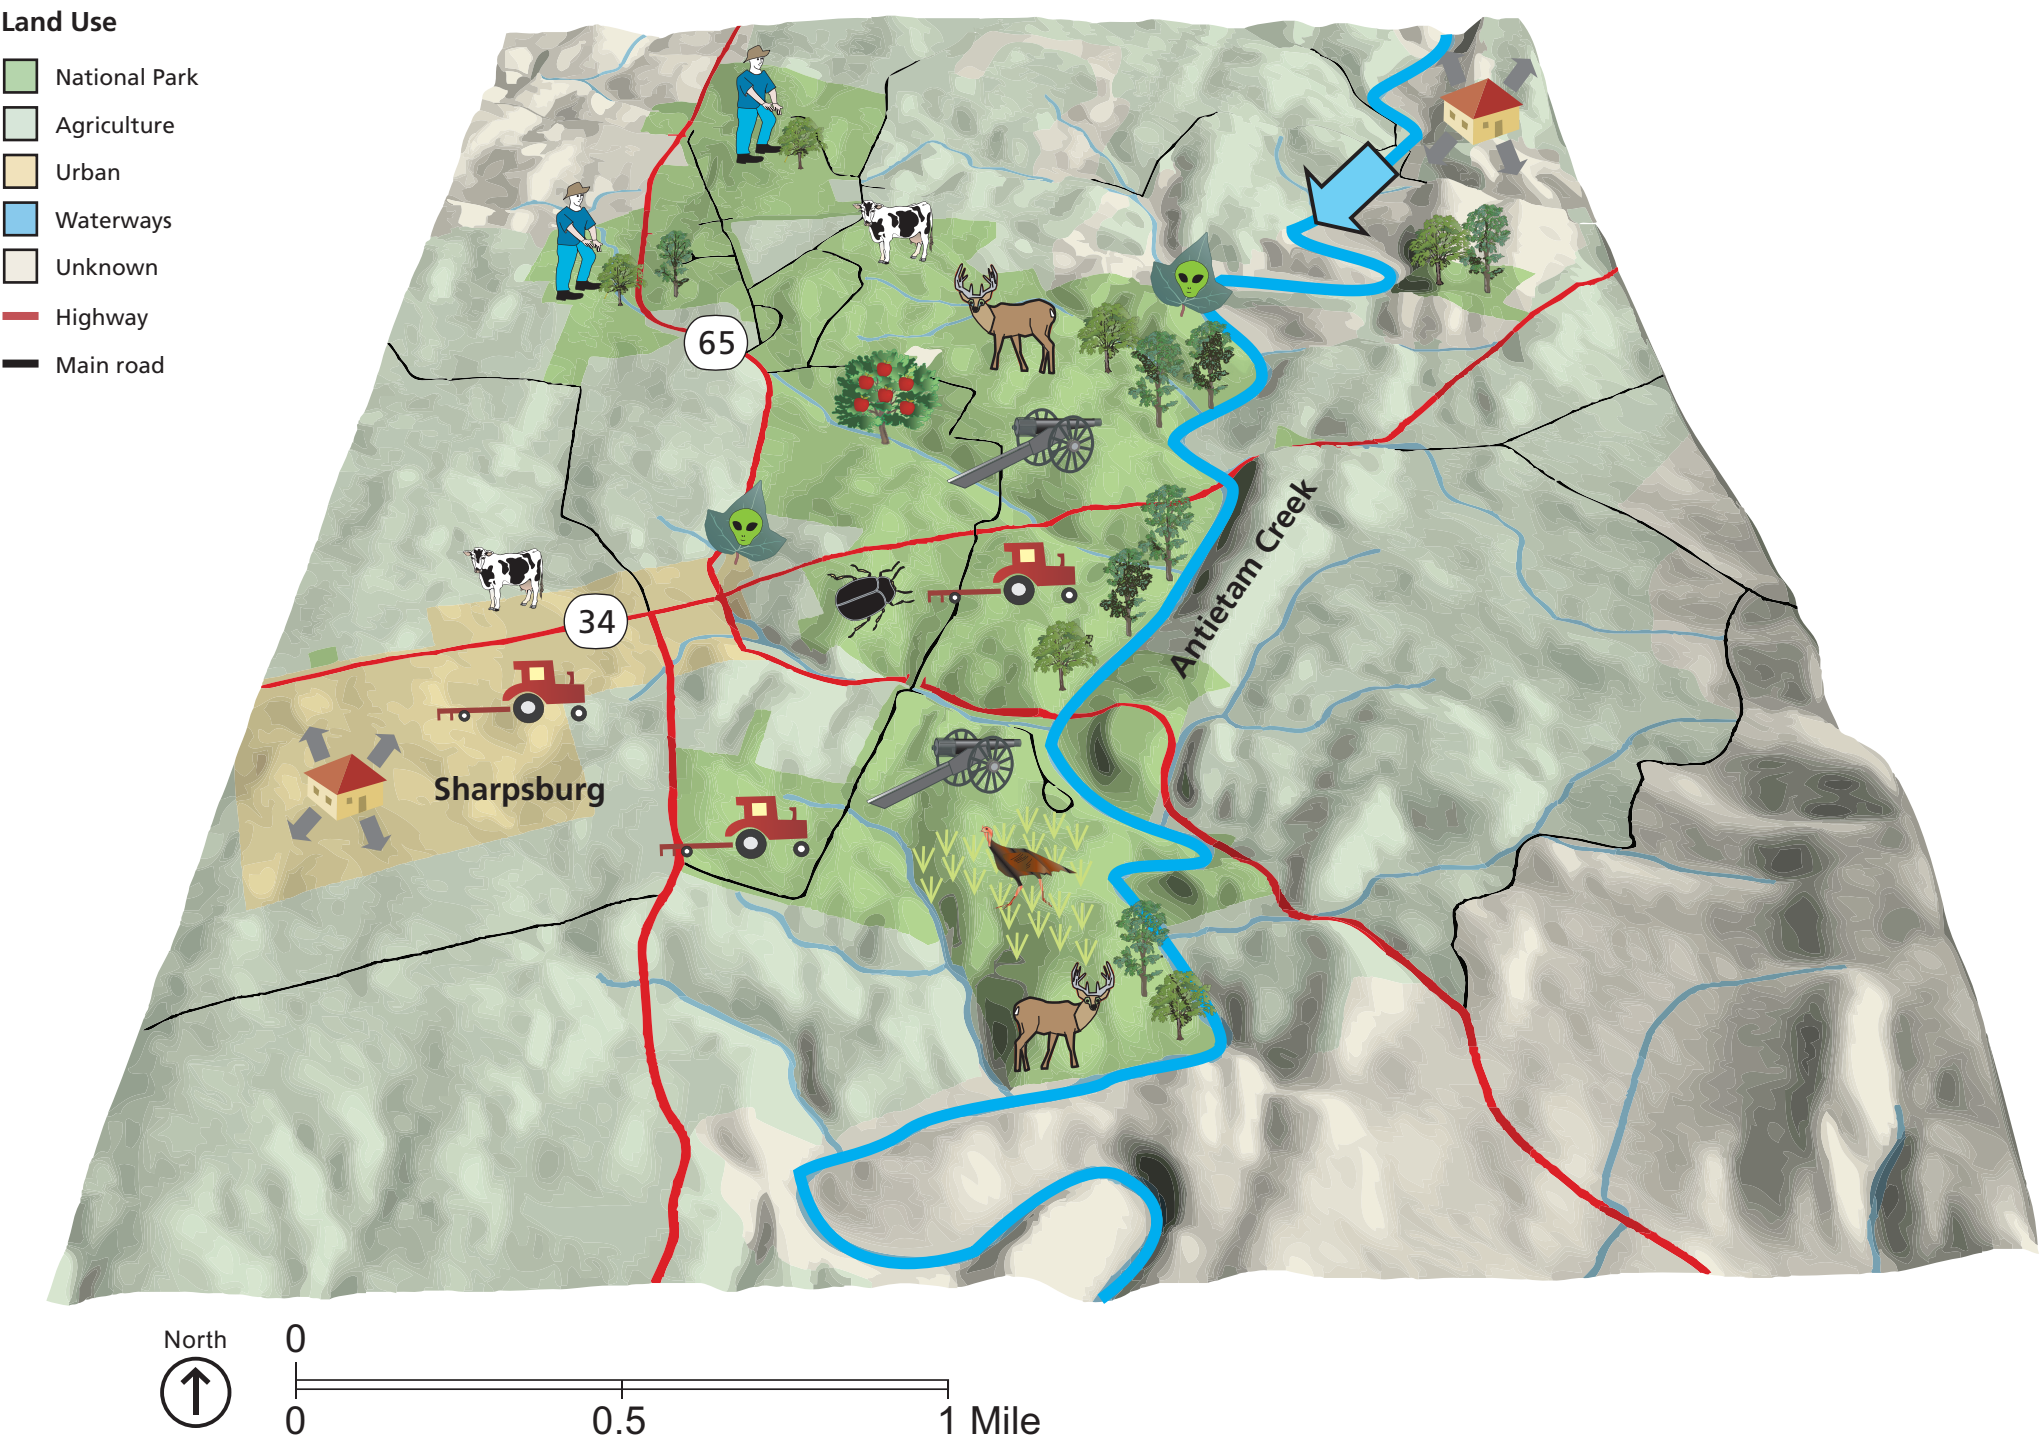 Land Use
National Park
Agriculture
Urban
Waterways
Unknown
Highway
Main road
65
34
Antietam Creek
Sharpsburg
North
0
0 0.5 1 Mile